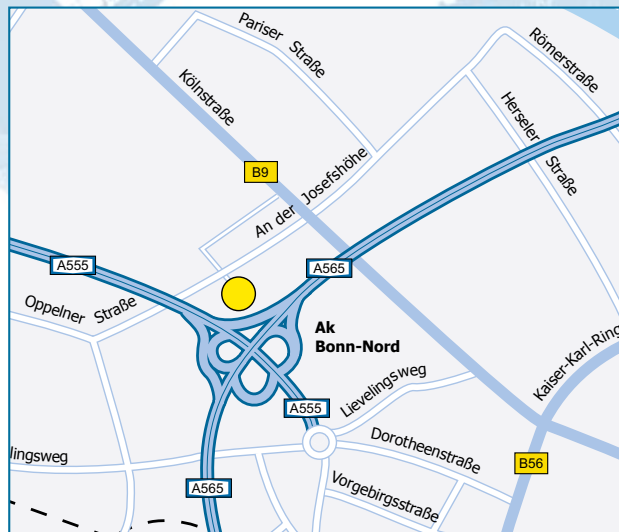 Pariser Straße
Römerstraße
Kölnstraße
Herseler Straße
B9
An der Josefshöhe
A555
A565
Oppelner Straße
Ak
Bonn-Nord
Kaiser-Karl-Ring
Lievelingsweg
A555
lingsweg
Dorotheenstraße
B56
A565
Vorgebirgsstraße